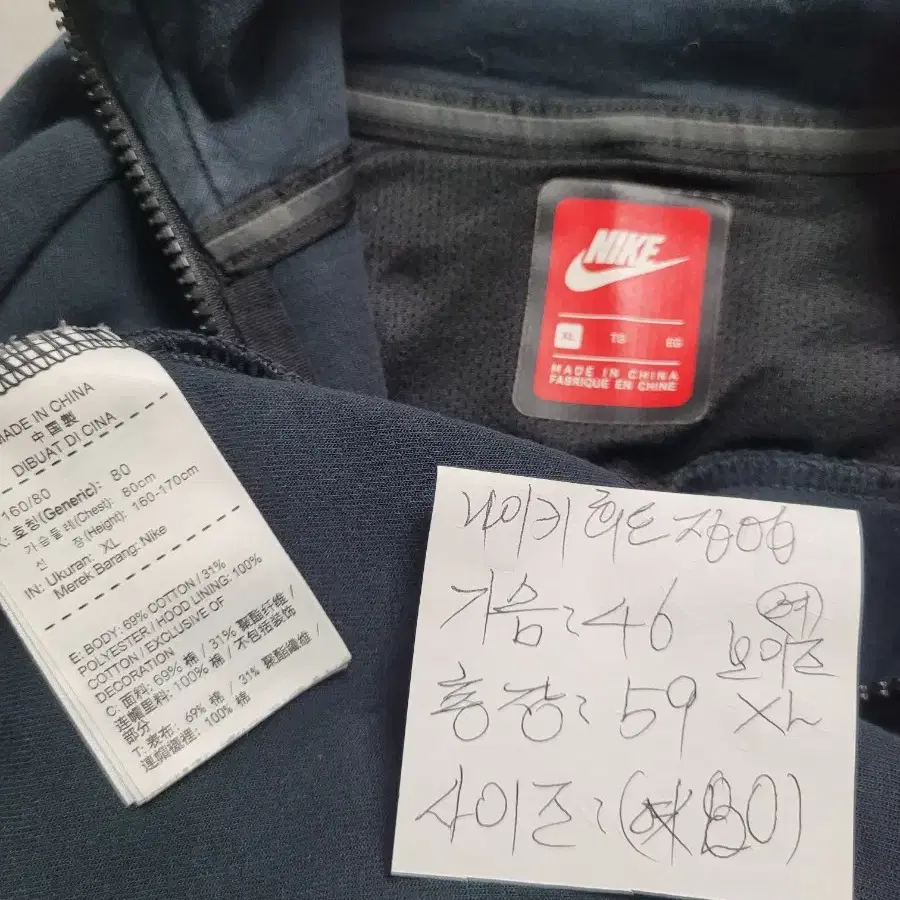 NIKE
XL TG EG
MADE IN CHINA
FABRIQUE EN CHINE
MADE IN CHINA
中国製
DIBUAT DI CINA
160/80
K: 호칭(Generic): 80
가슴둘레(Chest): 80cm
신 장(Height): 160-170cm
IN: Ukuran: XL
Merek Barang: Nike
E: BODY: 69% COTTON / 31%
POLYESTER / HOOD LINING: 100%
COTTON / EXCLUSIVE OF
DECORATION
C: 面料: 69% 棉 / 31% 聚酯纤维 /
连帽里料: 100% 棉 / 不包括装饰
部分
T: 表布: 69% 棉 / 31% 聚酯纖維 /
連帽裡裡: 100% 棉
나이키 후드집업
가슴: 46
총장: 59
여
XL
사이즈: (여 80)